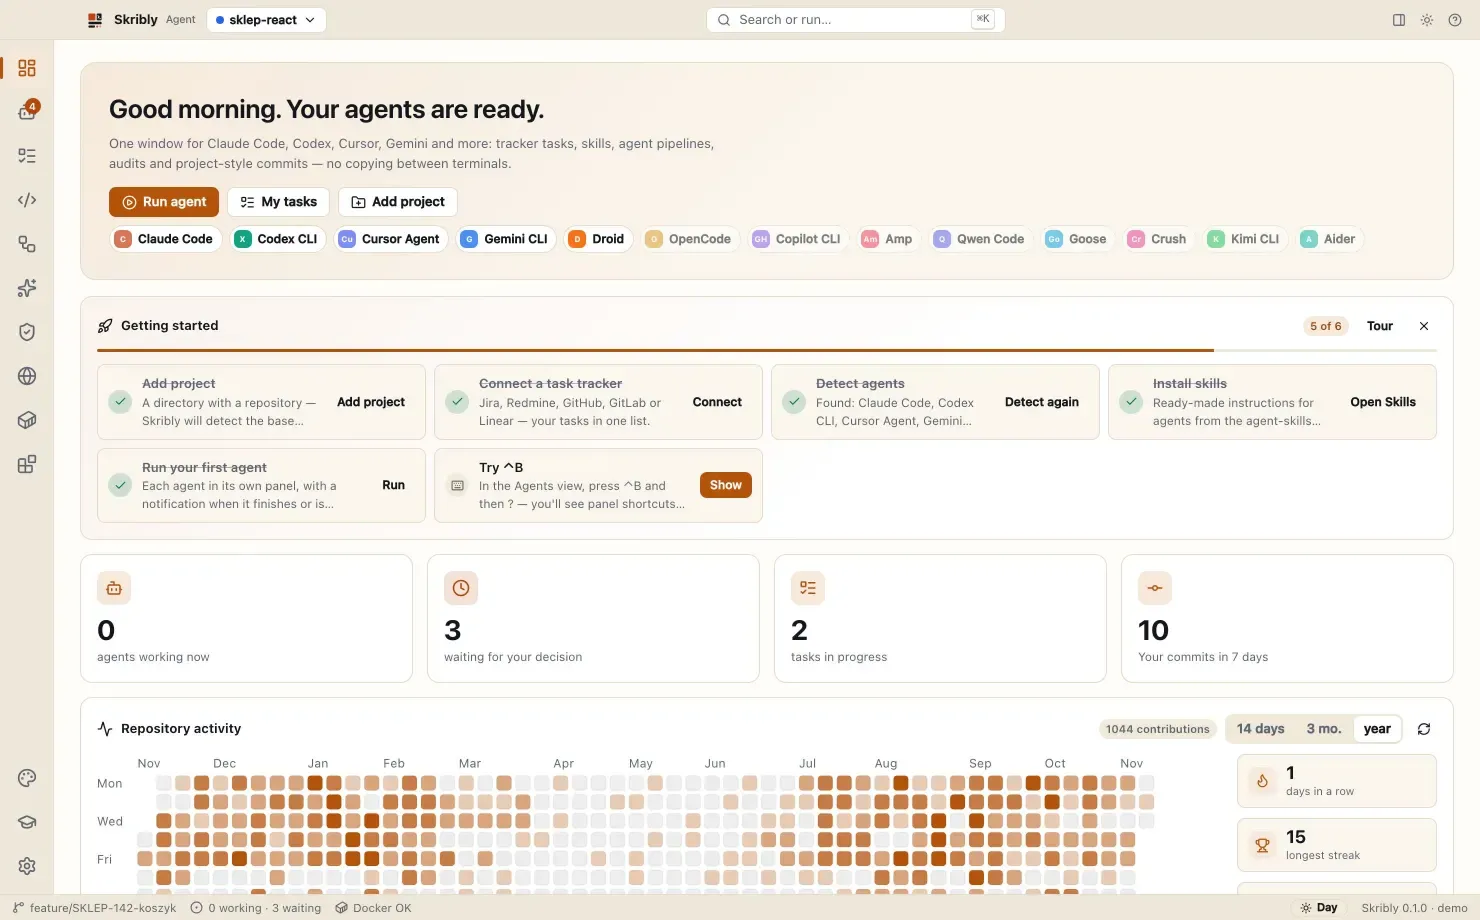 Skribly Agent sklep-react Search or run... ⌘K
4
Good morning. Your agents are ready.
One window for Claude Code, Codex, Cursor, Gemini and more: tracker tasks, skills, agent pipelines,
audits and project-style commits — no copying between terminals.
Run agent My tasks Add project
C Claude Code X Codex CLI Cu Cursor Agent G Gemini CLI D Droid O OpenCode GH Copilot CLI Am Amp Q Qwen Code Go Goose Cr Crush K Kimi CLI A Aider
Getting started 5 of 6 Tour
Add project
A directory with a repository —
Skribly will detect the base...
Add project
Connect a task tracker
Jira, Redmine, GitHub, GitLab or
Linear — your tasks in one list.
Connect
Detect agents
Found: Claude Code, Codex
CLI, Cursor Agent, Gemini...
Detect again
Install skills
Ready-made instructions for
agents from the agent-skills...
Open Skills
Run your first agent
Each agent in its own panel, with a
notification when it finishes or is...
Run
Try ^B
In the Agents view, press ^B and
then ? — you'll see panel shortcuts...
Show
0
agents working now
3
waiting for your decision
2
tasks in progress
10
Your commits in 7 days
Repository activity 1044 contributions 14 days 3 mo. year
Nov Dec Jan Feb Mar Apr May Jun Jul Aug Sep Oct Nov
Mon
Wed
Fri
1
days in a row
15
longest streak
feature/SKLEP-142-koszyk 0 working · 3 waiting Docker OK Day Skribly 0.1.0 · demo